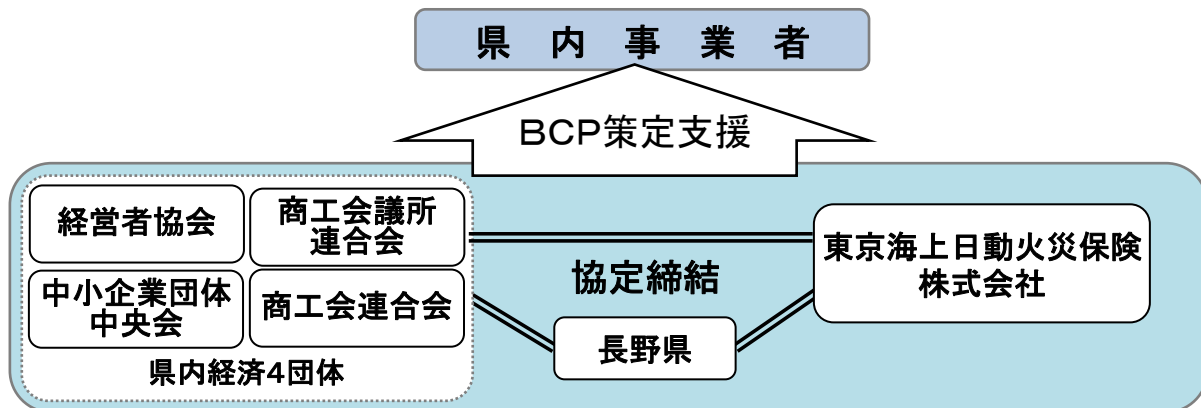 県内事業者
BCP策定支援
経営者協会
商工会議所
連合会
中小企業団体
中央会
商工会連合会
県内経済4団体
協定締結
長野県
東京海上日動火災保険
株式会社